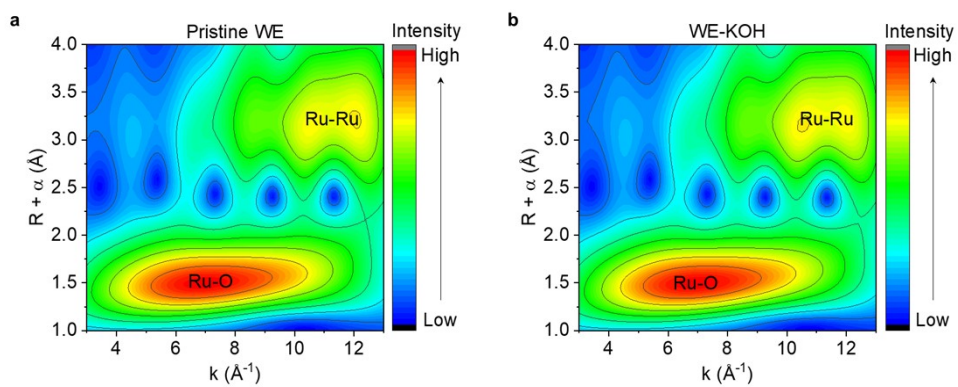 a
Pristine WE
Intensity
High
Low
4.0
3.5
3.0
2.5
2.0
1.5
1.0
R + α (Å)
Ru-Ru
Ru-O
4 6 8 10 12
k (Å⁻¹)
b
WE-KOH
Intensity
High
Low
4.0
3.5
3.0
2.5
2.0
1.5
1.0
R + α (Å)
Ru-Ru
Ru-O
4 6 8 10 12
k (Å⁻¹)